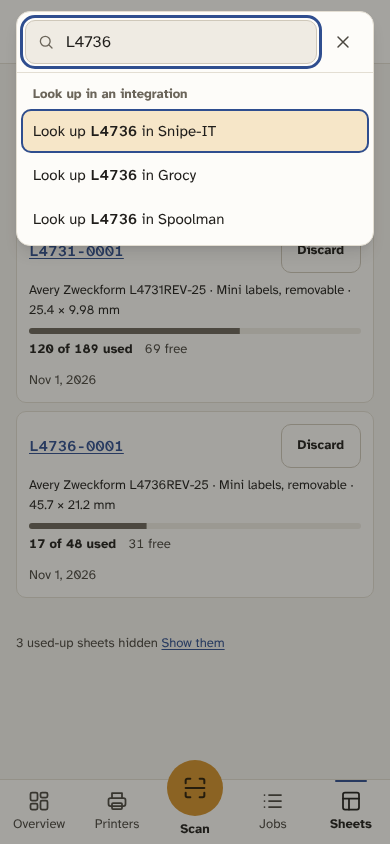 L4736
Look up in an integration
Look up L4736 in Snipe-IT
Look up L4736 in Grocy
Look up L4736 in Spoolman
L4731-0001
Discard
Avery Zweckform L4731REV-25 · Mini labels, removable ·
25.4 × 9.98 mm
120 of 189 used 69 free
Nov 1, 2026
L4736-0001
Discard
Avery Zweckform L4736REV-25 · Mini labels, removable ·
45.7 × 21.2 mm
17 of 48 used 31 free
Nov 1, 2026
3 used-up sheets hidden Show them
Overview Printers Scan Jobs Sheets